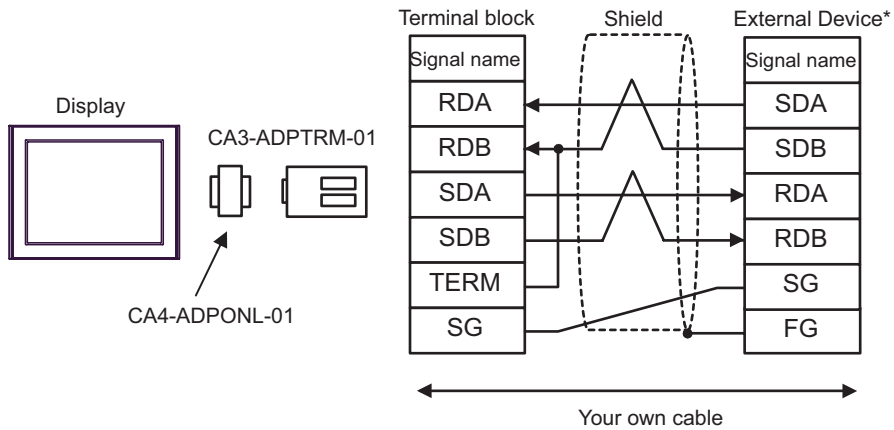 Display
CA3-ADPTRM-01
CA4-ADPONL-01
Terminal block
Shield
External Device*
Signal name
Signal name
RDA
SDA
RDB
SDB
SDA
RDA
SDB
RDB
TERM
SG
SG
FG
Your own cable